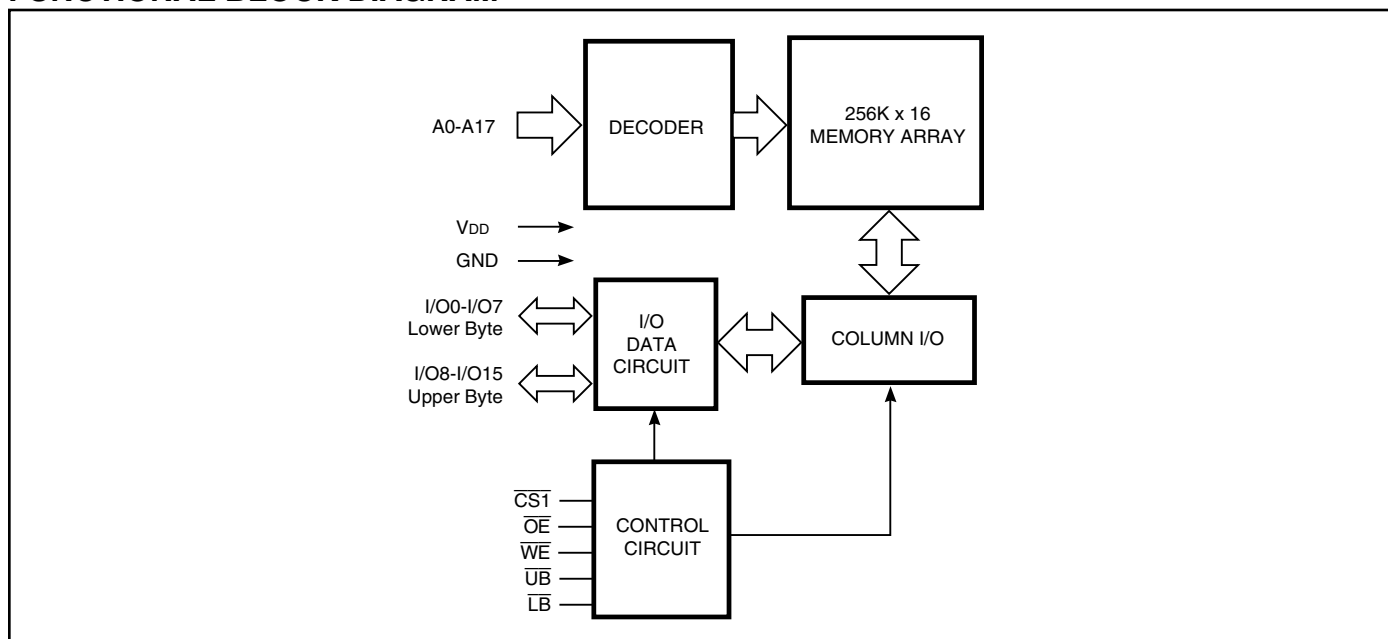 A0-A17
DECODER
256K x 16
MEMORY ARRAY
VDD
GND
I/O0-I/O7
Lower Byte
I/O
DATA
CIRCUIT
COLUMN I/O
I/O8-I/O15
Upper Byte
CS1
OE
WE
UB
LB
CONTROL
CIRCUIT